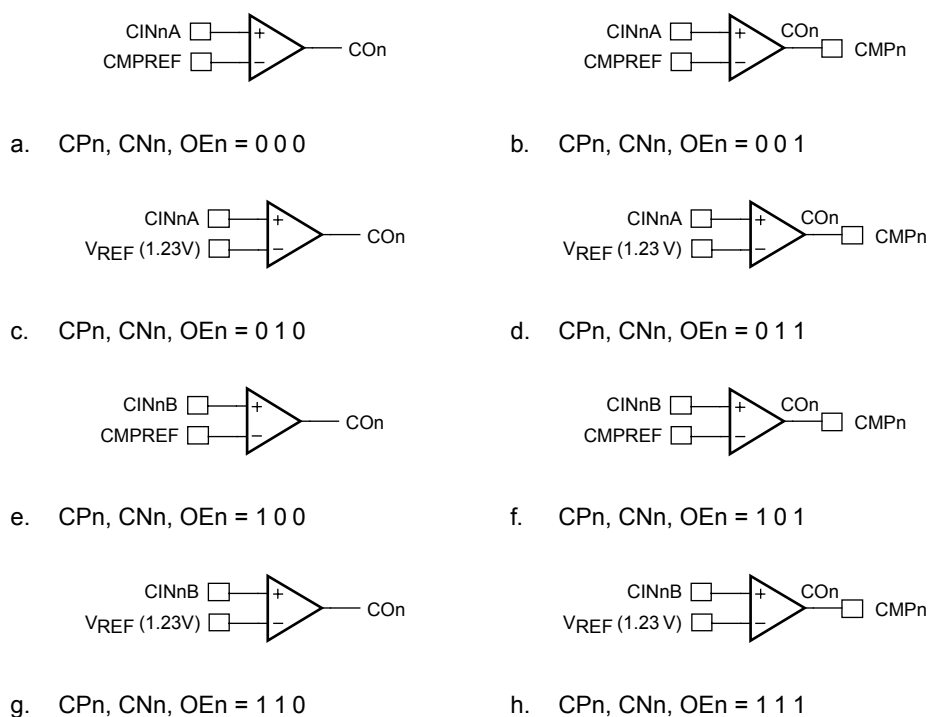 CINnA
CMPREF
+
−
COn
CINnA
CMPREF
+
−
COn
CMPn
a. CPn, CNn, OEn = 0 0 0
b. CPn, CNn, OEn = 0 0 1
CINnA
VREF (1.23V)
+
−
COn
CINnA
VREF (1.23 V)
+
−
COn
CMPn
c. CPn, CNn, OEn = 0 1 0
d. CPn, CNn, OEn = 0 1 1
CINnB
CMPREF
+
−
COn
CINnB
CMPREF
+
−
COn
CMPn
e. CPn, CNn, OEn = 1 0 0
f. CPn, CNn, OEn = 1 0 1
CINnB
VREF (1.23V)
+
−
COn
CINnB
VREF (1.23 V)
+
−
COn
CMPn
g. CPn, CNn, OEn = 1 1 0
h. CPn, CNn, OEn = 1 1 1